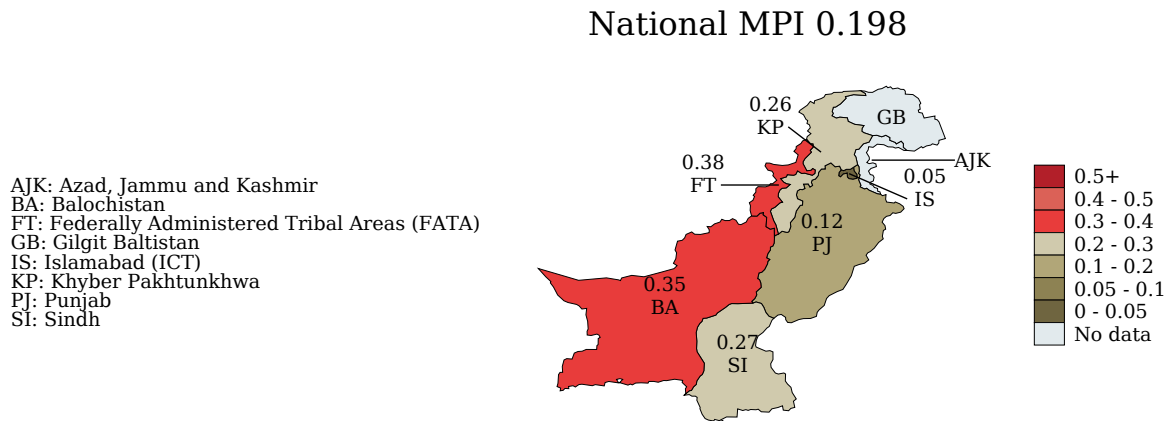 National MPI 0.198
AJK: Azad, Jammu and Kashmir
BA: Balochistan
FT: Federally Administered Tribal Areas (FATA)
GB: Gilgit Baltistan
IS: Islamabad (ICT)
KP: Khyber Pakhtunkhwa
PJ: Punjab
SI: Sindh
0.26
KP
GB
0.38
FT
AJK
0.05
IS
0.12
PJ
0.35
BA
0.27
SI
0.5+
0.4 - 0.5
0.3 - 0.4
0.2 - 0.3
0.1 - 0.2
0.05 - 0.1
0 - 0.05
No data